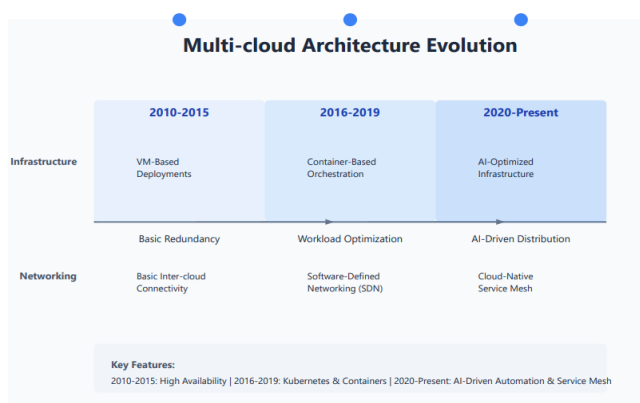 Multi-cloud Architecture Evolution
2010-2015
2016-2019
2020-Present
Infrastructure
VM-Based
Deployments
Container-Based
Orchestration
AI-Optimized
Infrastructure
Basic Redundancy
Workload Optimization
AI-Driven Distribution
Networking
Basic Inter-cloud
Connectivity
Software-Defined
Networking (SDN)
Cloud-Native
Service Mesh
Key Features:
2010-2015: High Availability | 2016-2019: Kubernetes & Containers | 2020-Present: AI-Driven Automation & Service Mesh